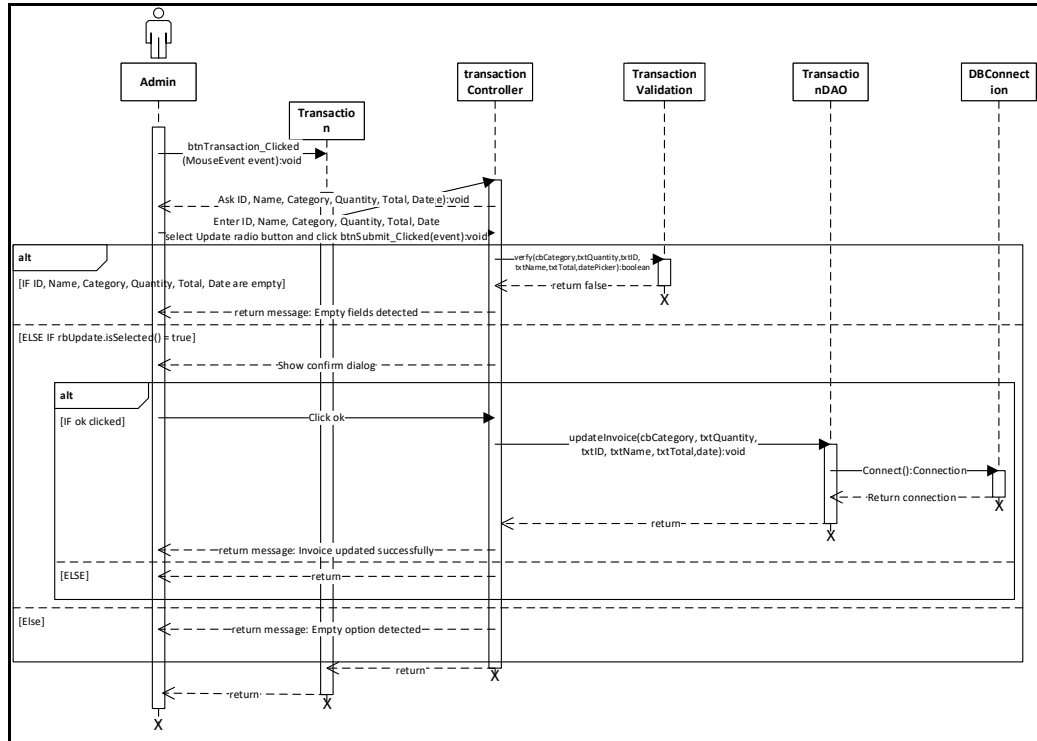 Admin
transaction
Controller
Transaction
Validation
Transactio
nDAO
DBConnect
ion
Transactio
n
btnTransaction_Clicked
(MouseEvent event):void
Ask ID, Name, Category, Quantity, Total, Date
e):void
Enter ID, Name, Category, Quantity, Total, Date
select Update radio button and click btnSubmit_Clicked(event):void
alt
verfy(cbCategory,txtQuantity,txtID,
txtName,txtTotal,datePicker):boolean
[IF ID, Name, Category, Quantity, Total, Date are empty]
return false
X
return message: Empty fields detected
[ELSE IF rbUpdate.isSelected() = true]
Show confirm dialog
alt
[IF ok clicked]
Click ok
updateInvoice(cbCategory, txtQuantity,
txtID, txtName, txtTotal,date):void
Connect():Connection
Return connection
X
return
X
return message: Invoice updated successfully
[ELSE]
return
[Else]
return message: Empty option detected
return
X
return
X
X